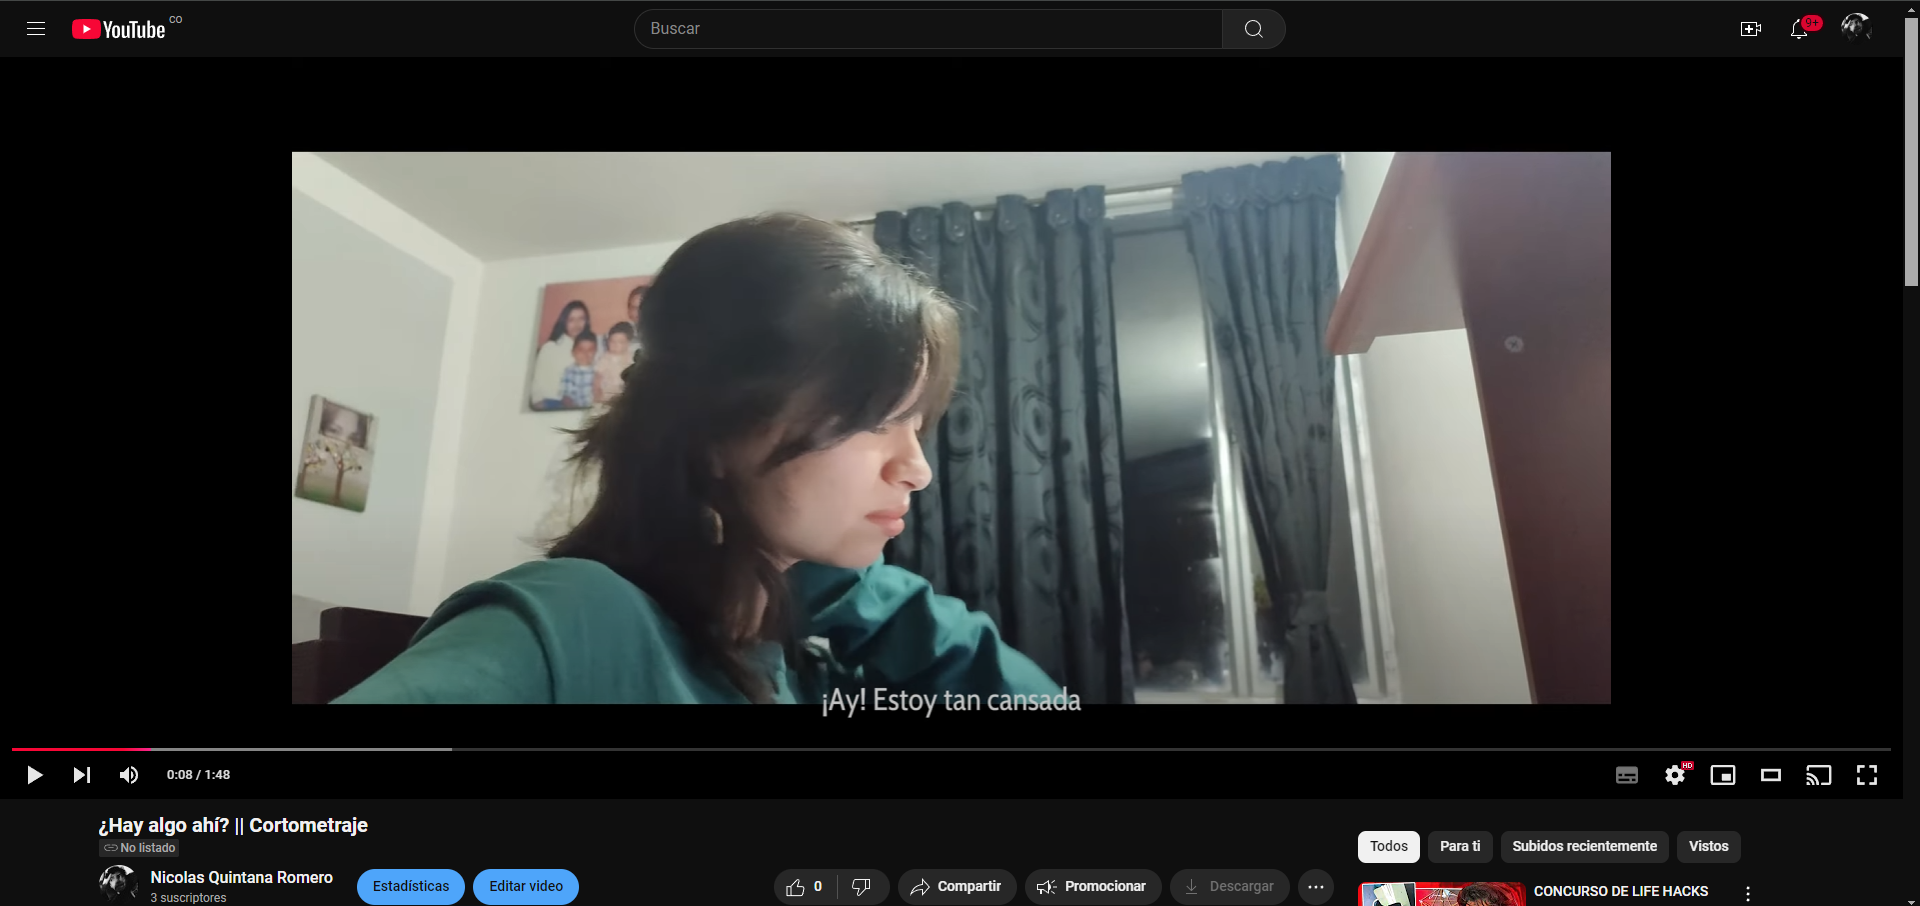 YouTube CO
Buscar
9+
¡Ay! Estoy tan cansada
0:08 / 1:48
HD
¿Hay algo ahí? || Cortometraje
No listado
Nicolas Quintana Romero
3 suscriptores
Estadísticas
Editar video
0
Compartir
Promocionar
Descargar
Todos
Para ti
Subidos recientemente
Vistos
CONCURSO DE LIFE HACKS